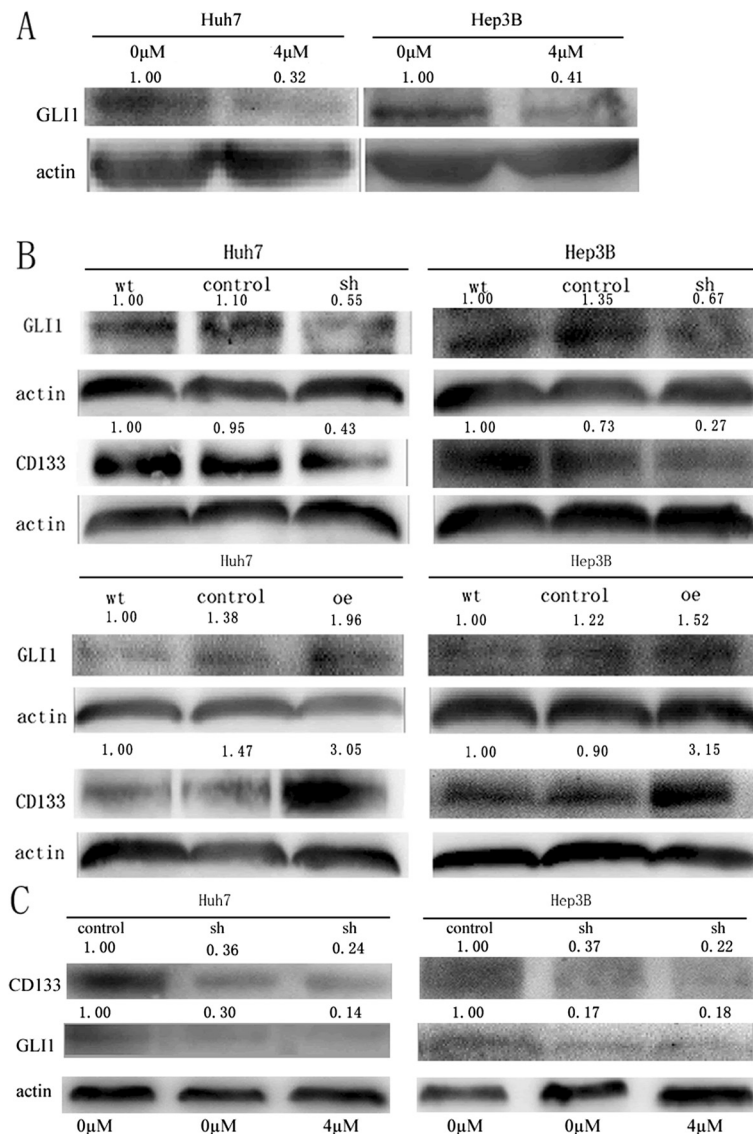 A
Huh7 Hep3B
0μM 4μM 0μM 4μM
1.00 0.32 1.00 0.41
GLI1
actin
B
Huh7 Hep3B
wt control sh wt control sh
1.00 1.10 0.55 1.00 1.35 0.67
GLI1
actin
1.00 0.95 0.43 1.00 0.73 0.27
CD133
actin
Huh7 Hep3B
wt control oe wt control oe
1.00 1.38 1.96 1.00 1.22 1.52
GLI1
actin
1.00 1.47 3.05 1.00 0.90 3.15
CD133
actin
C
Huh7 Hep3B
control sh sh control sh sh
1.00 0.36 0.24 1.00 0.37 0.22
CD133
1.00 0.30 0.14 1.00 0.17 0.18
GLI1
actin
0μM 0μM 4μM 0μM 0μM 4μM